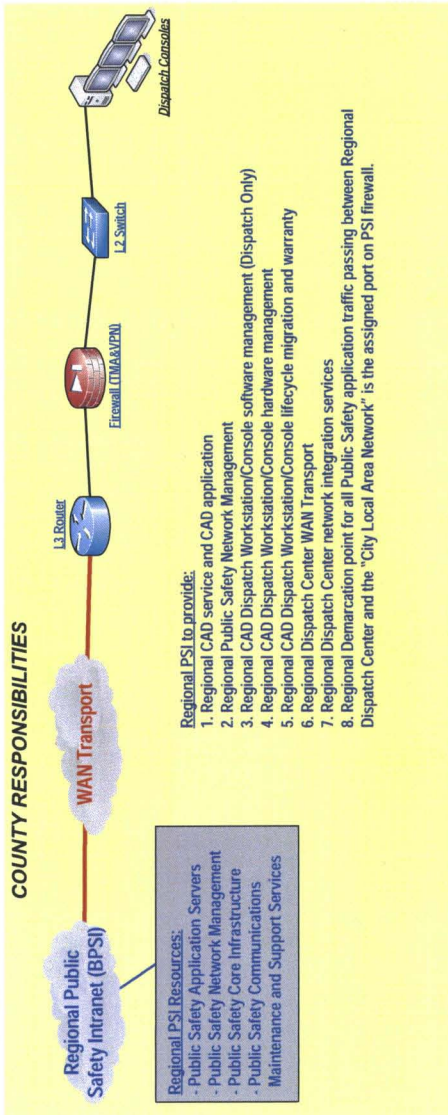 COUNTY RESPONSIBILITIES
Regional Public
Safety Intranet (BPSI)
WAN Transport
L3 Router
Firewall (TMA&VPN)
L2 Switch
Dispatch Consoles
Regional PSI Resources:
- Public Safety Application Servers
- Public Safety Network Management
- Public Safety Core Infrastructure
- Public Safety Communications
Maintenance and Support Services
Regional PSI to provide:
1. Regional CAD service and CAD application
2. Regional Public Safety Network Management
3. Regional CAD Dispatch Workstation/Console software management (Dispatch Only)
4. Regional CAD Dispatch Workstation/Console hardware management
5. Regional CAD Dispatch Workstation/Console lifecycle migration and warranty
6. Regional Dispatch Center WAN Transport
7. Regional Dispatch Center network integration services
8. Regional Demarcation point for all Public Safety application traffic passing between Regional
Dispatch Center and the "City Local Area Network" is the assigned port on PSI firewall.